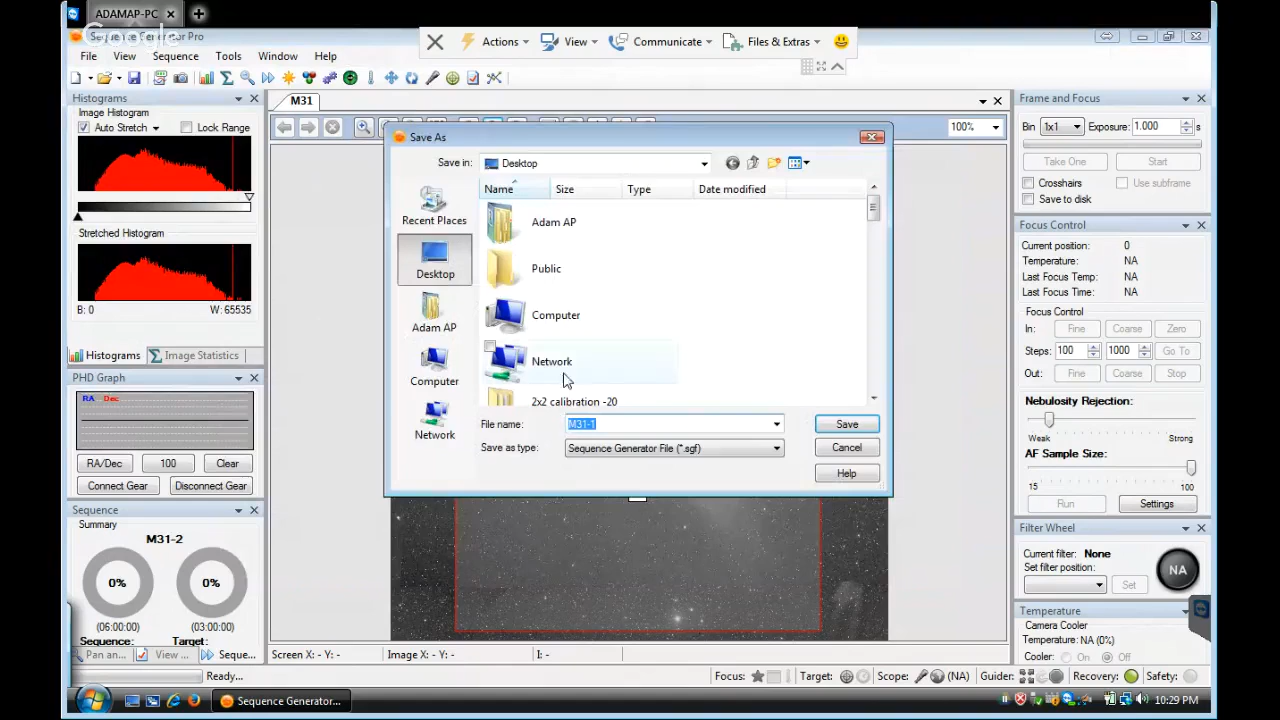 ADAMAP-PC
Google
Sequence Generator Pro
Actions View Communicate Files & Extras
File View Sequence Tools Window Help
Histograms
Image Histogram
Auto Stretch Lock Range
Stretched Histogram
B: 0 W: 65535
Histograms Image Statistics
PHD Graph
RA Dec
RA/Dec 100 Clear
Connect Gear Disconnect Gear
Sequence
Summary
M31-2
0% 0%
(06:00:00) (03:00:00)
Sequence: Target:
Pan an... View ... Seque...
Ready...
M31
100%
Save As
Save in: Desktop
Name Size Type Date modified
Recent Places
Desktop
Adam AP
Computer
Network
Adam AP
Public
Computer
Network
2x2 calibration -20
File name: M31-1
Save as type: Sequence Generator File (*.sgf)
Save
Cancel
Help
Screen X: - Y: - Image X: - Y: - I: -
Frame and Focus
Bin 1x1 Exposure: 1.000 s
Take One Start
Crosshairs Use subframe
Save to disk
Focus Control
Current position: 0
Temperature: NA
Last Focus Temp: NA
Last Focus Time: NA
Focus Control
In: Fine Coarse Zero
Steps: 100 1000 Go To
Out: Fine Coarse Stop
Nebulosity Rejection:
Weak Strong
AF Sample Size:
15 100
Run Settings
Filter Wheel
Current filter: None
Set filter position:
Set
NA
Temperature
Camera Cooler
Temperature: NA (0%)
Cooler: On Off
Focus: Target: Scope: (NA) Guider: Recovery: Safety:
Sequence Generator...
10:29 PM